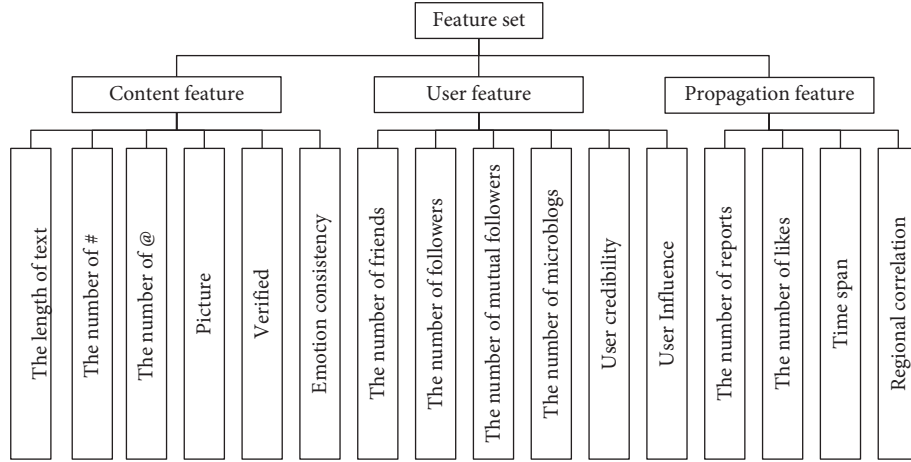 Feature set
Content feature
User feature
Propagation feature
The length of text
The number of #
The number of @
Picture
Verified
Emotion consistency
The number of friends
The number of followers
The number of mutual followers
The number of microblogs
User credibility
User Influence
The number of reports
The number of likes
Time span
Regional correlation